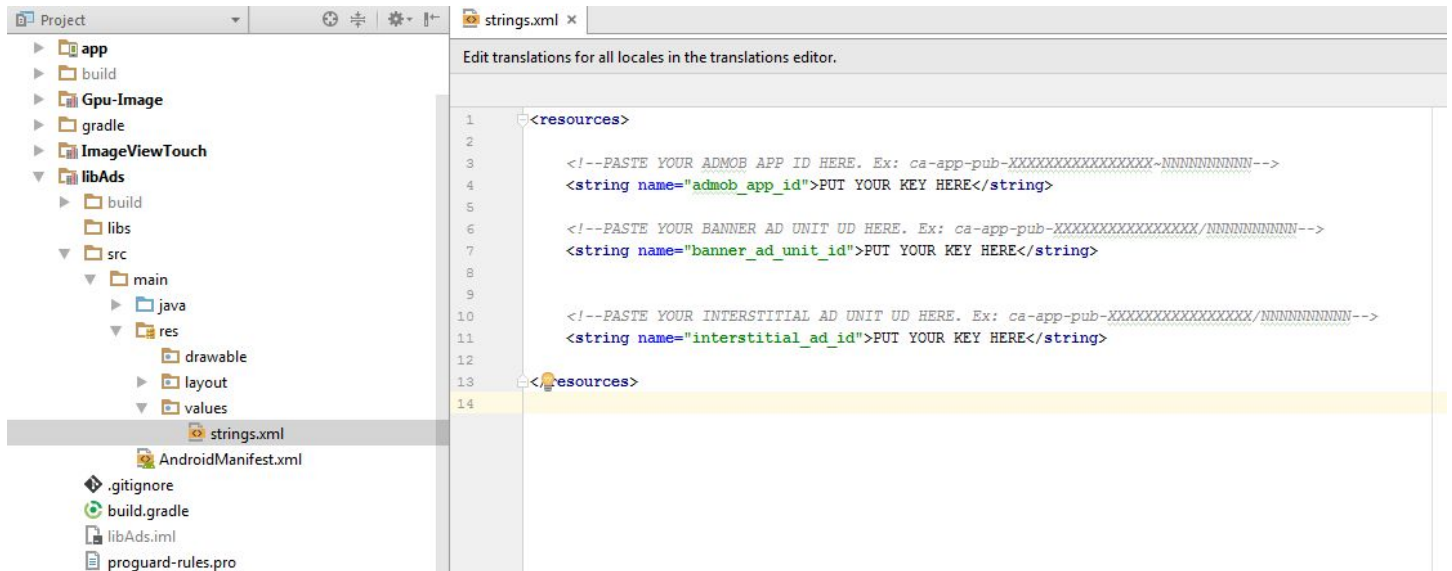 Project
app
build
Gpu-Image
gradle
ImageViewTouch
libAds
build
libs
src
main
java
res
drawable
layout
values
strings.xml
AndroidManifest.xml
.gitignore
build.gradle
libAds.iml
proguard-rules.pro
strings.xml ×
Edit translations for all locales in the translations editor.
1 <resources>
2
3 <!--PASTE YOUR ADMOB APP ID HERE. Ex: ca-app-pub-XXXXXXXXXXXXXXXX~NNNNNNNNNN-->
4 <string name="admob_app_id">PUT YOUR KEY HERE</string>
5
6 <!--PASTE YOUR BANNER AD UNIT UD HERE. Ex: ca-app-pub-XXXXXXXXXXXXXXXX/NNNNNNNNNN-->
7 <string name="banner_ad_unit_id">PUT YOUR KEY HERE</string>
8
9
10 <!--PASTE YOUR INTERSTITIAL AD UNIT UD HERE. Ex: ca-app-pub-XXXXXXXXXXXXXXXX/NNNNNNNNNN-->
11 <string name="interstitial_ad_id">PUT YOUR KEY HERE</string>
12
13 </resources>
14